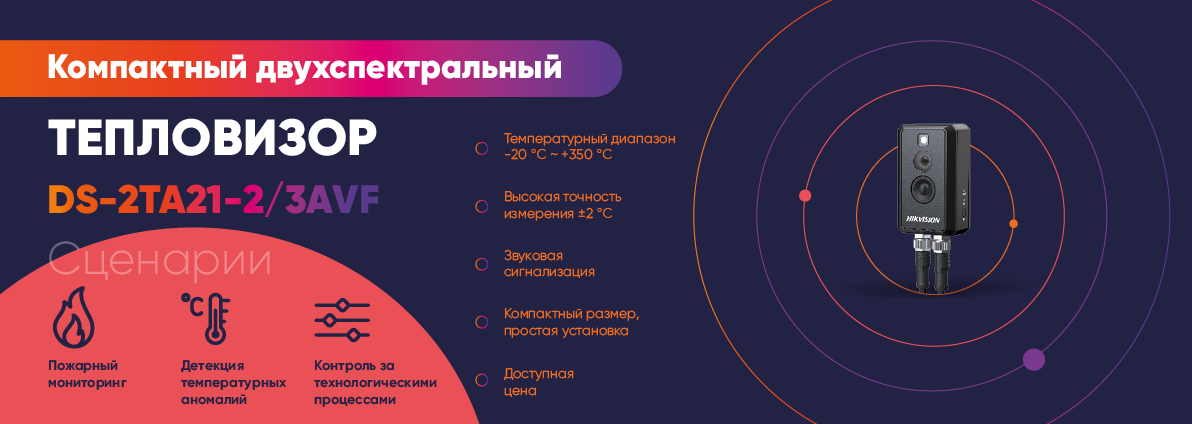 Компактный двухспектральный
ТЕПЛОВИЗОР
DS-2TA21-2/3AVF
Сценарии
Пожарный
мониторинг
°C
Детекция
температурных
аномалий
Контроль за
технологическими
процессами
Температурный диапазон
-20 °C ~ +350 °C
Высокая точность
измерения ±2 °C
Звуковая
сигнализация
Компактный размер,
простая установка
Доступная
цена
HIKVISION